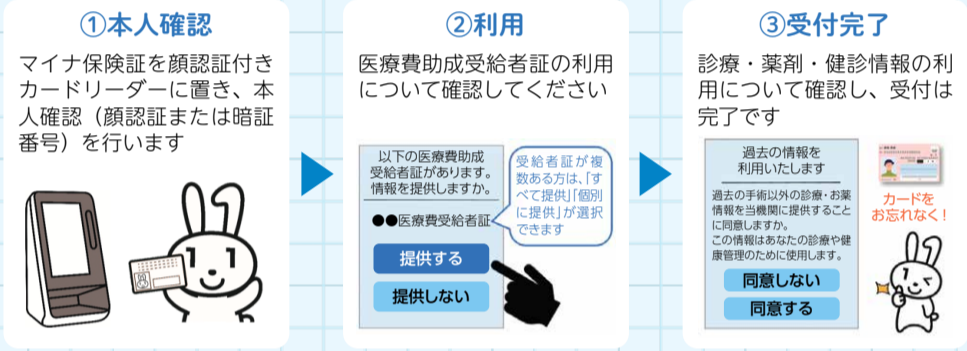 ①本人確認
マイナ保険証を顔認証付き
カードリーダーに置き、本
人確認（顔認証または暗証
番号）を行います
②利用
医療費助成受給者証の利用
について確認してください
以下の医療費助成
受給者証があります。
情報を提供しますか。
●●医療費受給者証
提供する
提供しない
受給者証が複
数ある方は、「す
べて提供」「個別
に提供」が選択
できます
③受付完了
診療・薬剤・健診情報の利
用について確認し、受付は
完了です
過去の情報を
利用いたします
過去の手術以外の診療・お薬
情報を当機関に提供すること
に同意しますか。
この情報はあなたの診療や健
康管理のために使用します。
同意しない
同意する
カードを
お忘れなく！